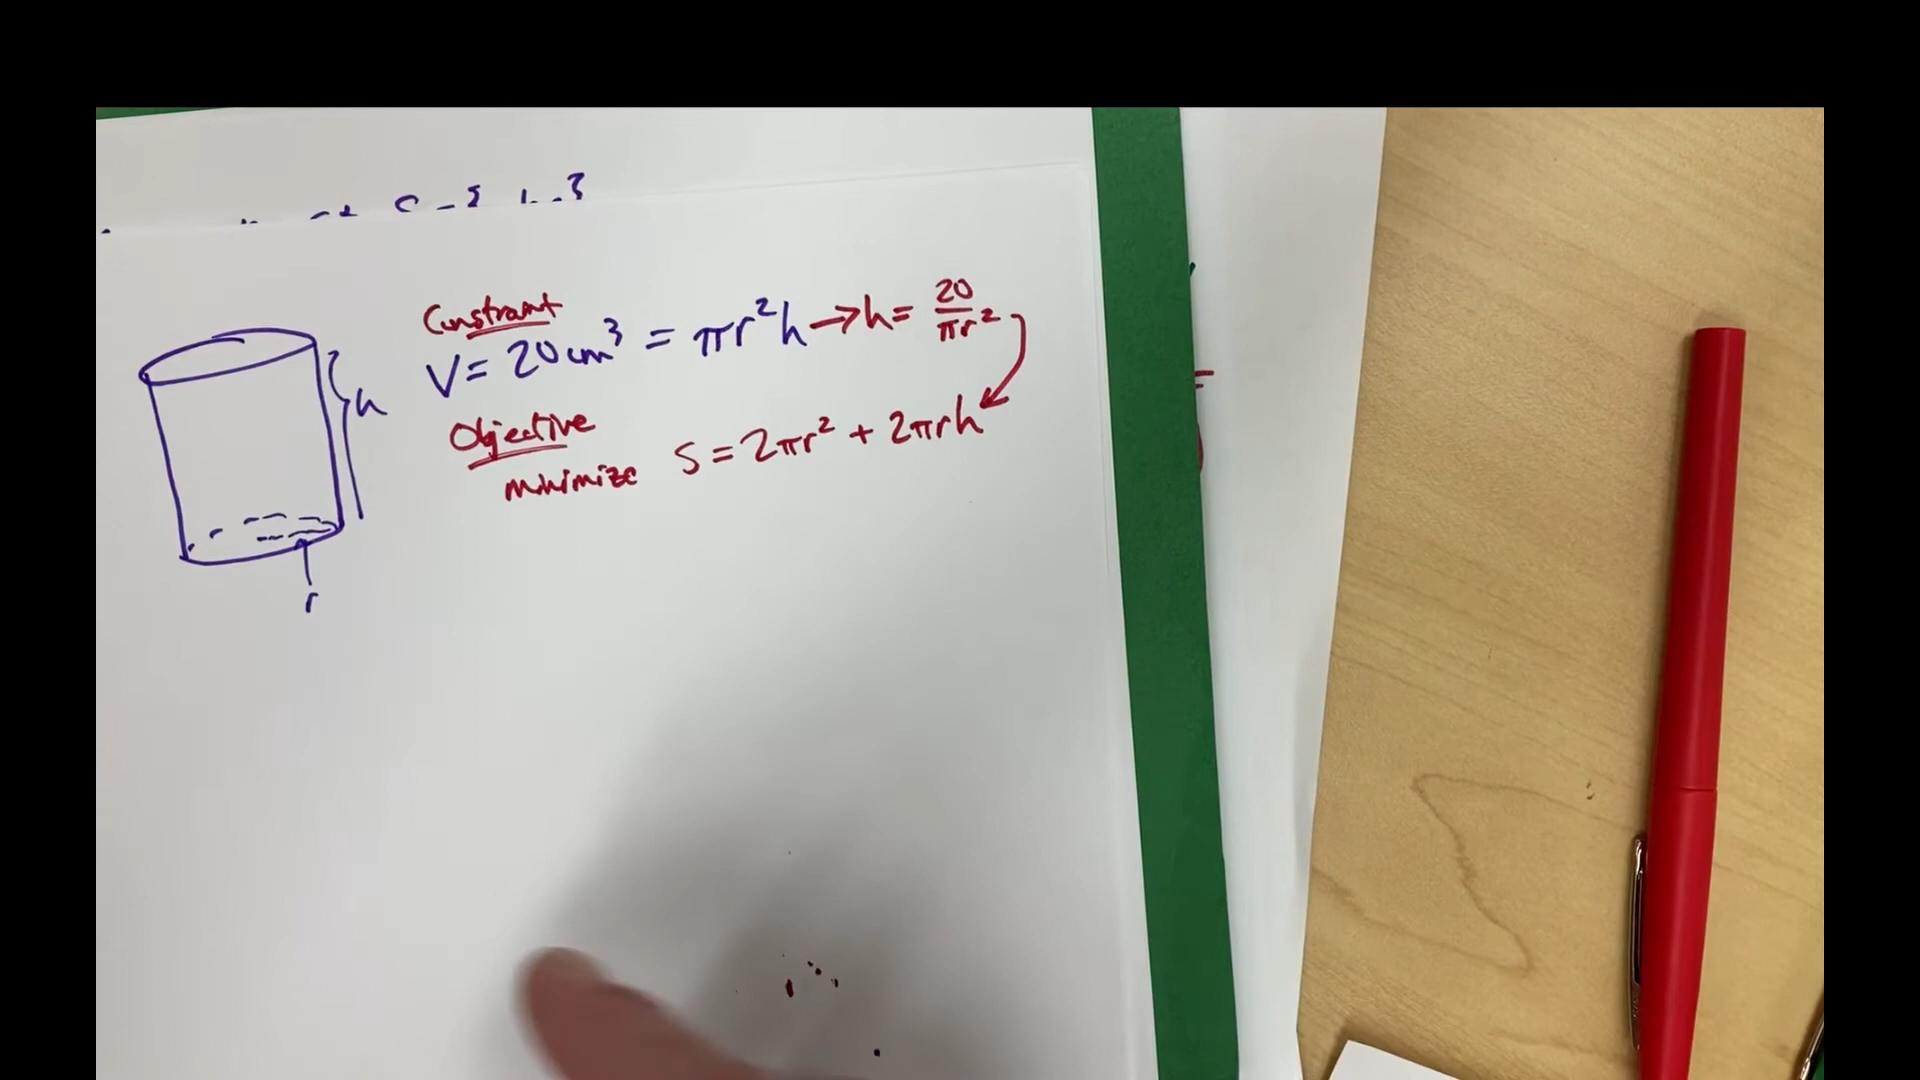 Constraint
V = 20 cm³ = πr²h → h = 20/πr²
Objective
minimize S = 2πr² + 2πrh
h
r